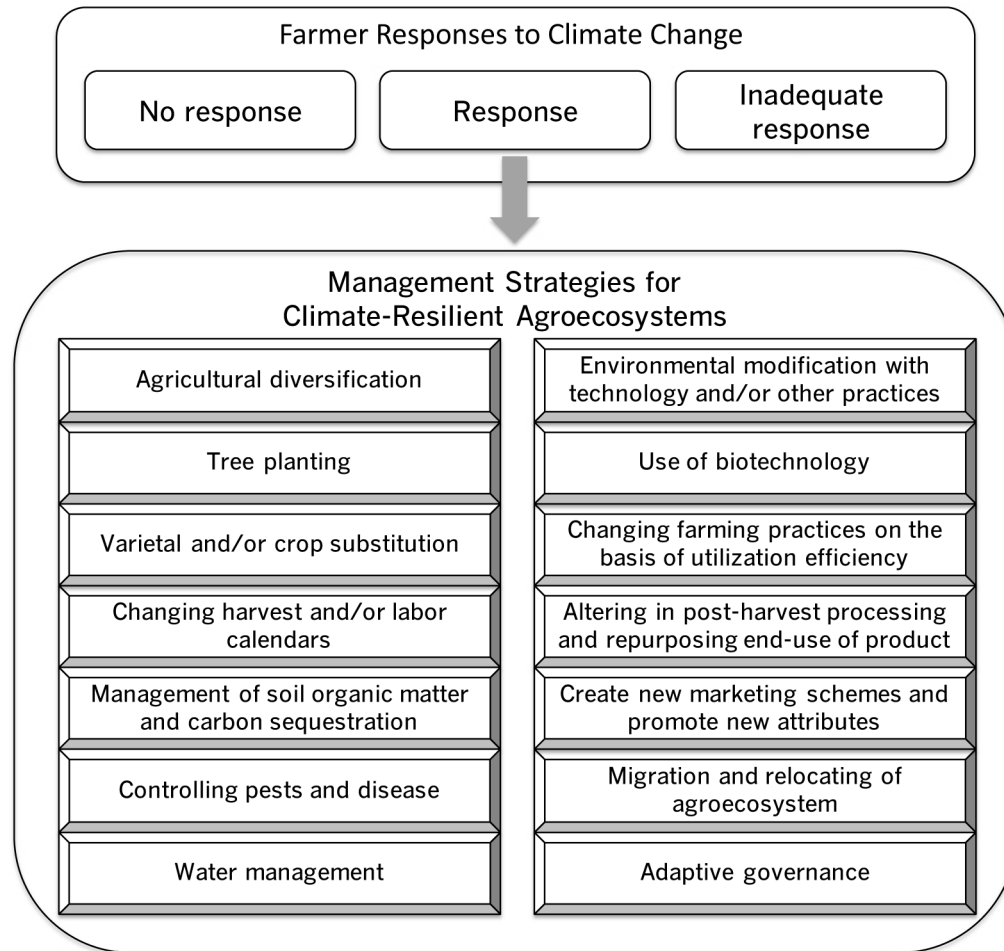 Farmer Responses to Climate Change
No response
Response
Inadequate
response
Management Strategies for
Climate-Resilient Agroecosystems
Agricultural diversification
Tree planting
Varietal and/or crop substitution
Changing harvest and/or labor
calendars
Management of soil organic matter
and carbon sequestration
Controlling pests and disease
Water management
Environmental modification with
technology and/or other practices
Use of biotechnology
Changing farming practices on the
basis of utilization efficiency
Altering in post-harvest processing
and repurposing end-use of product
Create new marketing schemes and
promote new attributes
Migration and relocating of
agroecosystem
Adaptive governance